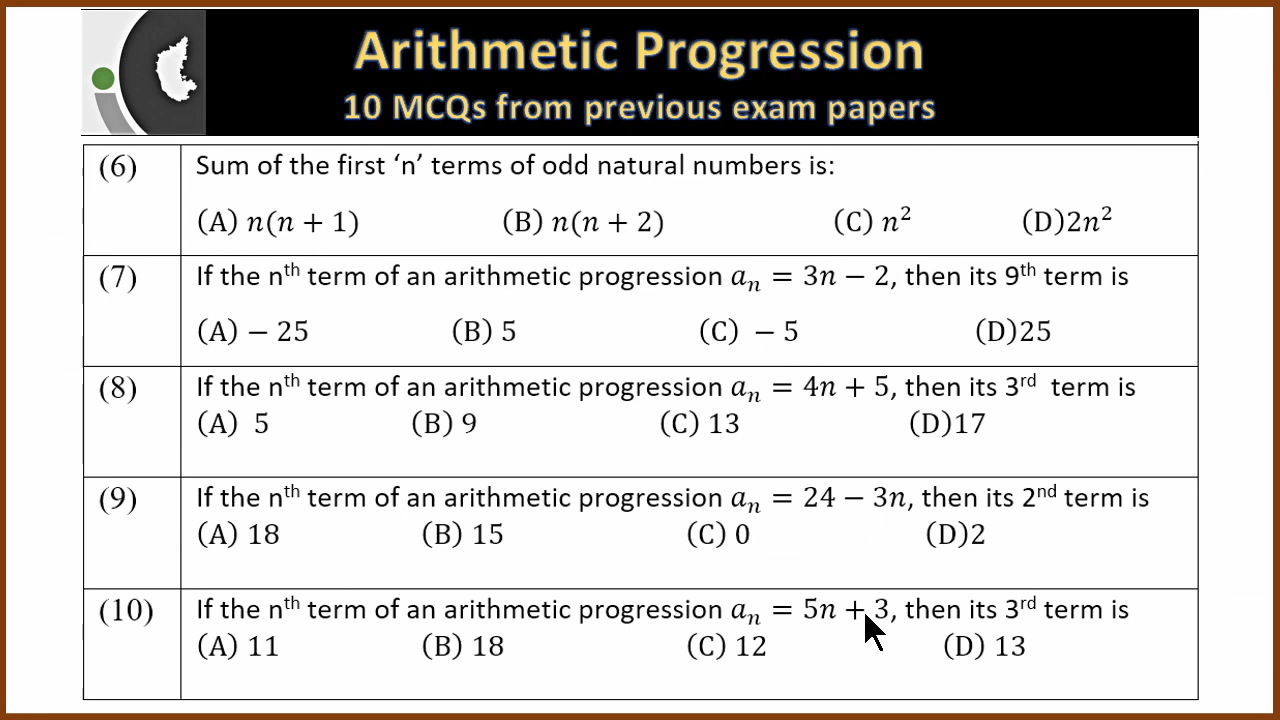 Arithmetic Progression
10 MCQs from previous exam papers
(6) Sum of the first ‘n’ terms of odd natural numbers is:
(A) n(n + 1) (B) n(n + 2) (C) n² (D)2n²
(7) If the nᵗʰ term of an arithmetic progression aₙ = 3n − 2, then its 9ᵗʰ term is
(A) − 25 (B) 5 (C) − 5 (D)25
(8) If the nᵗʰ term of an arithmetic progression aₙ = 4n + 5, then its 3ʳᵈ term is
(A) 5 (B) 9 (C) 13 (D)17
(9) If the nᵗʰ term of an arithmetic progression aₙ = 24 − 3n, then its 2ⁿᵈ term is
(A) 18 (B) 15 (C) 0 (D)2
(10) If the nᵗʰ term of an arithmetic progression aₙ = 5n + 3, then its 3ʳᵈ term is
(A) 11 (B) 18 (C) 12 (D) 13